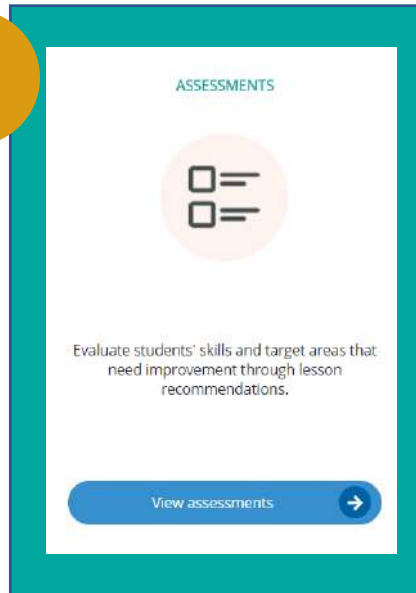 ASSESSMENTS
Evaluate students' skills and target areas that
need improvement through lesson
recommendations.
View assessments